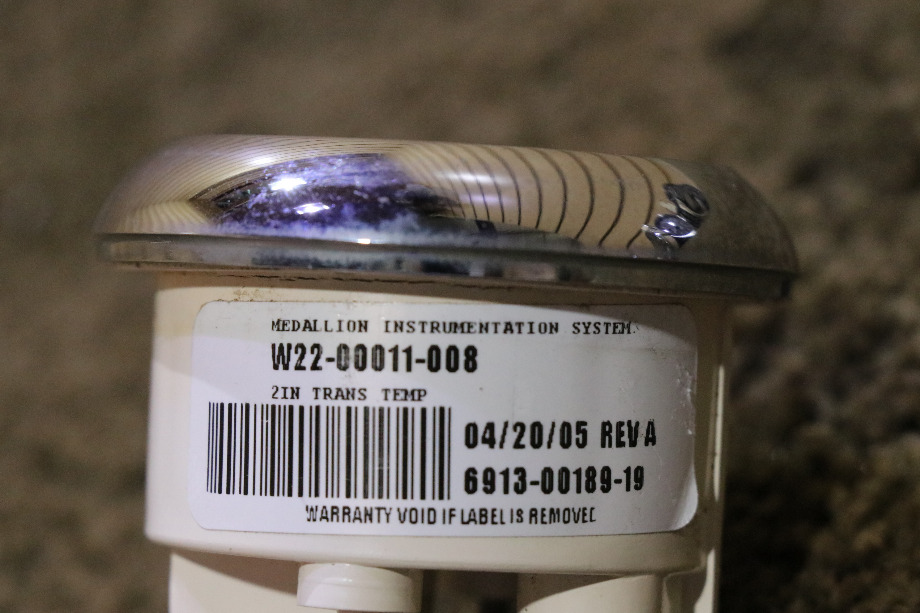 MEDALLION INSTRUMENTATION SYSTEM
W22-00011-008
2IN TRANS TEMP
04/20/05 REV A
6913-00189-19
WARRANTY VOID IF LABEL IS REMOVED